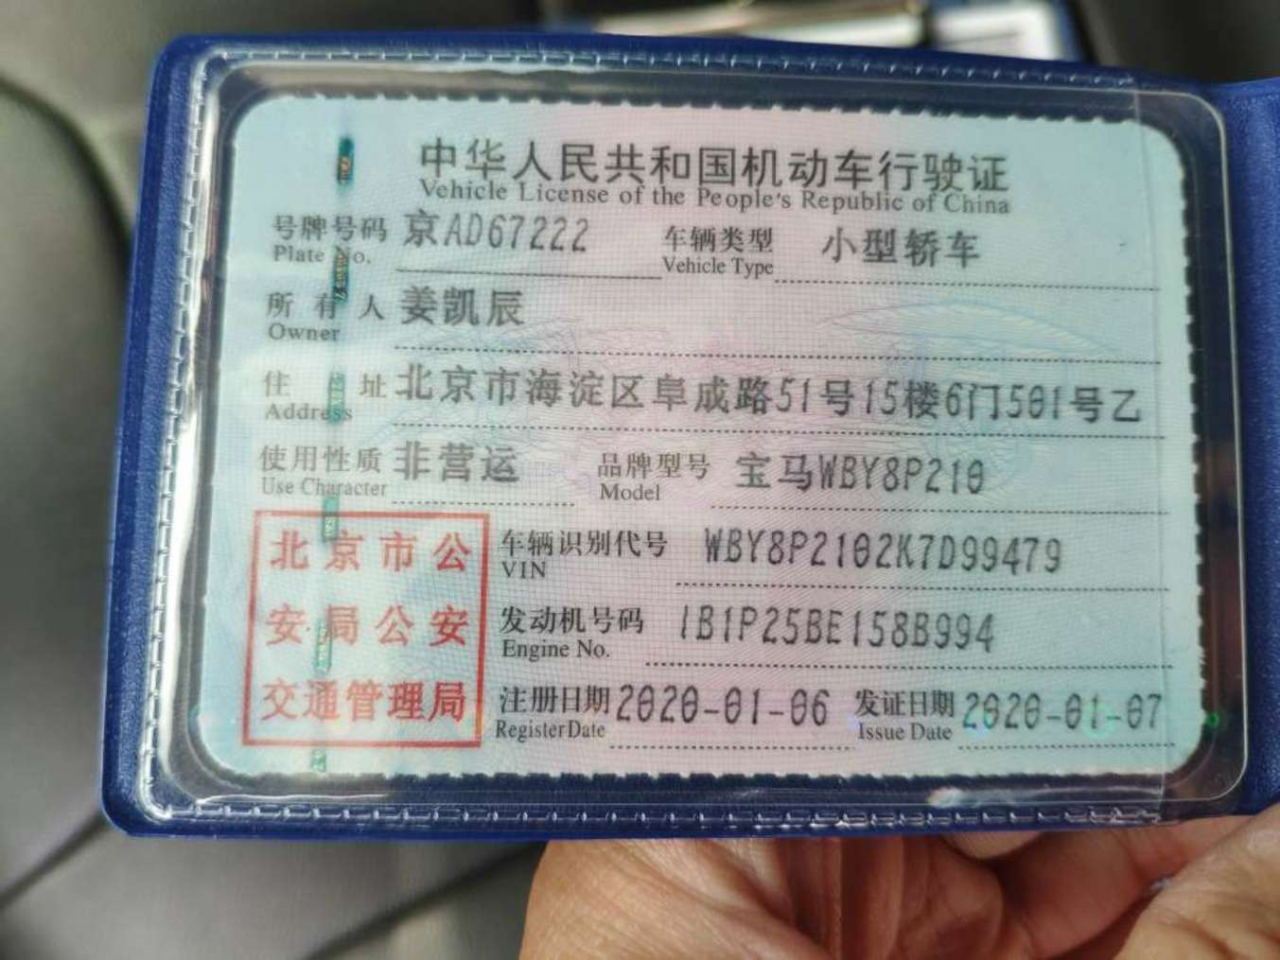 中华人民共和国机动车行驶证
Vehicle License of the People's Republic of China
号牌号码 京AD67222 车辆类型 小型轿车
Plate No. Vehicle Type
所有人 姜凯辰
Owner
住址 北京市海淀区阜成路51号15楼6门501号乙
Address
使用性质 非营运 品牌型号 宝马WBY8P210
Use Character Model
北京市公
安局公安
交通管理局
车辆识别代号 WBY8P2102K7D99479
VIN
发动机号码 1B1P25BE158B994
Engine No.
注册日期 2020-01-06 发证日期 2020-01-07
Register Date Issue Date